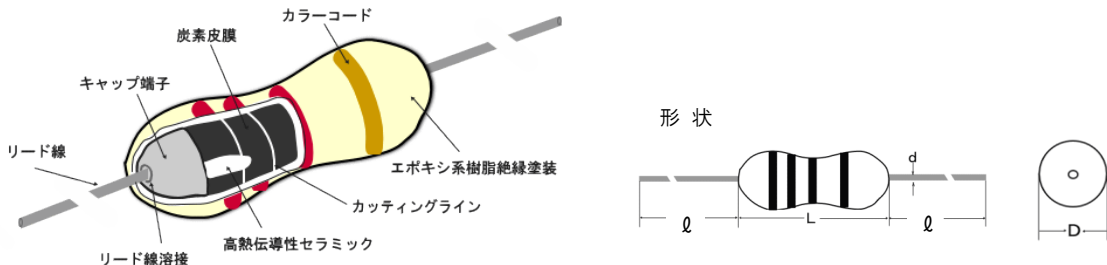 カラーコード
炭素皮膜
キャップ端子
リード線
エポキシ系樹脂絶縁塗装
カッティングライン
高熱伝導性セラミック
リード線溶接
形 状
d
ℓ
L
ℓ
D